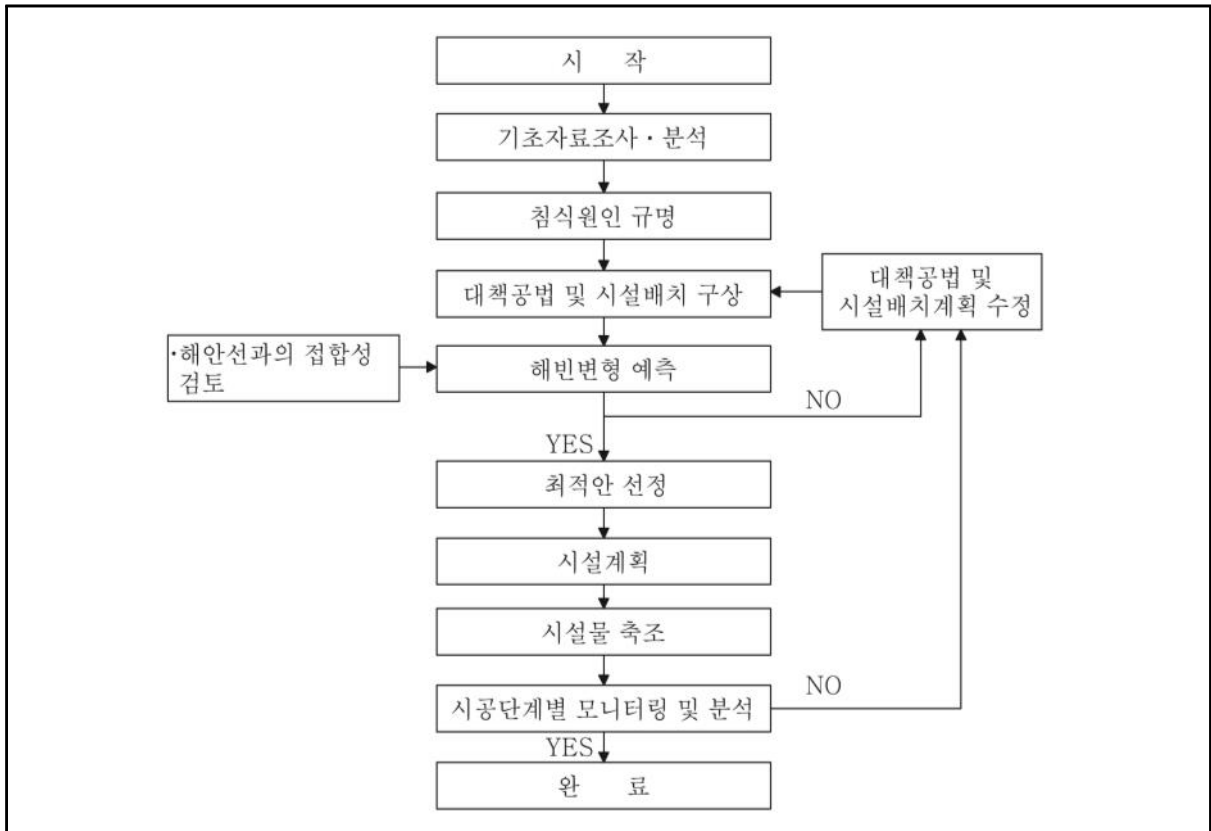 시 작
기초자료조사·분석
침식원인 규명
대책공법 및 시설배치 구상
대책공법 및
시설배치계획 수정
·해안선과의 접합성
검토
해빈변형 예측
NO
YES
최적안 선정
시설계획
시설물 축조
시공단계별 모니터링 및 분석
NO
YES
완 료